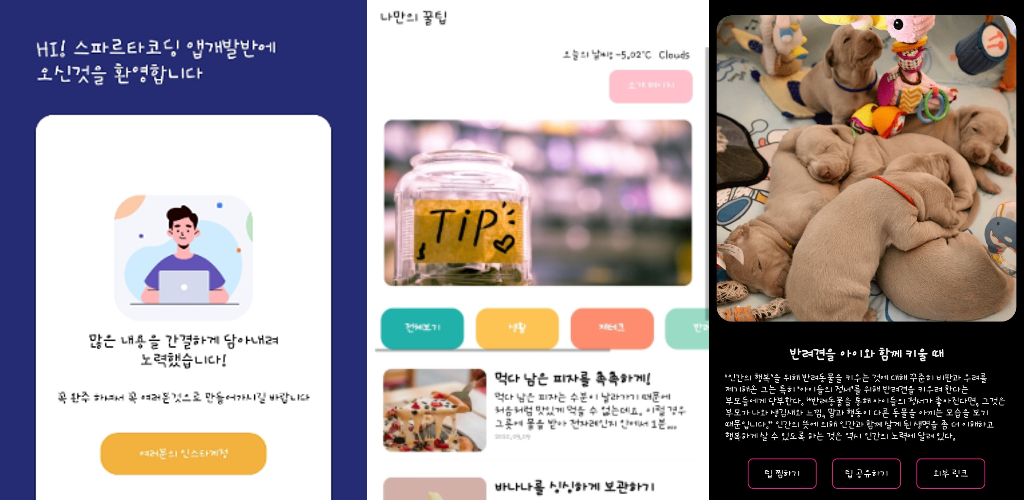 HI! 스파르타코딩 앱개발반에
오신것을 환영합니다
많은 내용을 간결하게 담아내려
노력했습니다!
꼭 완주 하셔서 꼭 여러분것으로 만들어가시길 바랍니다
여러분의 인스타계정
나만의 꿀팁
오늘의 날씨: -5.02°C Clouds
소개 페이지
TIP
전체보기
생활
재테크
반려
먹다 남은 피자를 촉촉하게!
먹다 남은 피자는 수분이 날라가기 때문에
처음처럼 맛있게 먹을 수 없는데요. 이럴 경우
그릇에 물을 받아 전자레인지 안에서 1분...
2020.09.09
바나나를 싱싱하게 보관하기
반려견을 아이와 함께 키울 때
"인간의 행복'을 위해 반려동물을 키우는 것에 대해 꾸준히 비판과 우려를
제기해온 그는 특히 아이들의 정서를 위해 반려견을 키우려 한다는
부모들에게 당부한다. "반려동물을 통해 아이들의 정서가 좋아진다면, 그것은
부모가 나와 생김새와 느낌, 말과 행동이 다른 동물을 아끼는 모습을 보기
때문입니다." 인간의 뜻에 의해 인간과 함께 살게 된 생명을 좀 더 이해하고
행복하게 살 수 있도록 하는 것은 역시 인간의 노력에 달려 있다.
팁 찜하기
팁 공유하기
외부 링크